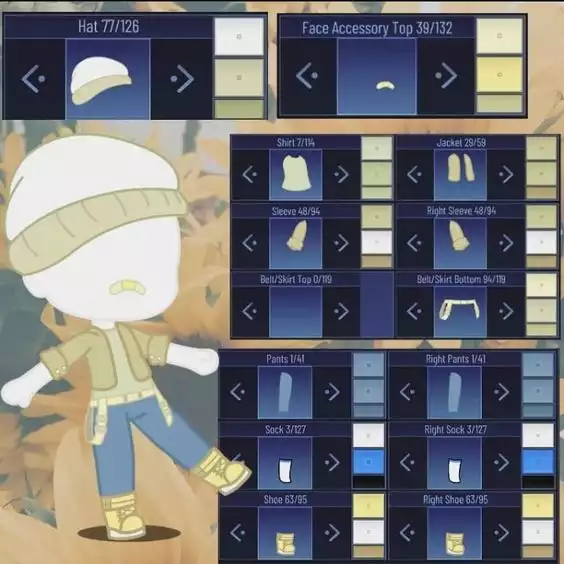 Hat 77/126
Face Accessory Top 39/132
Shirt 7/114
Jacket 29/59
Sleeve 48/94
Right Sleeve 48/94
Belt/Skirt Top 0/119
Belt/Skirt Bottom 94/119
Pants 1/41
Right Pants 1/41
Sock 3/127
Right Sock 3/127
Shoe 63/95
Right Shoe 63/95